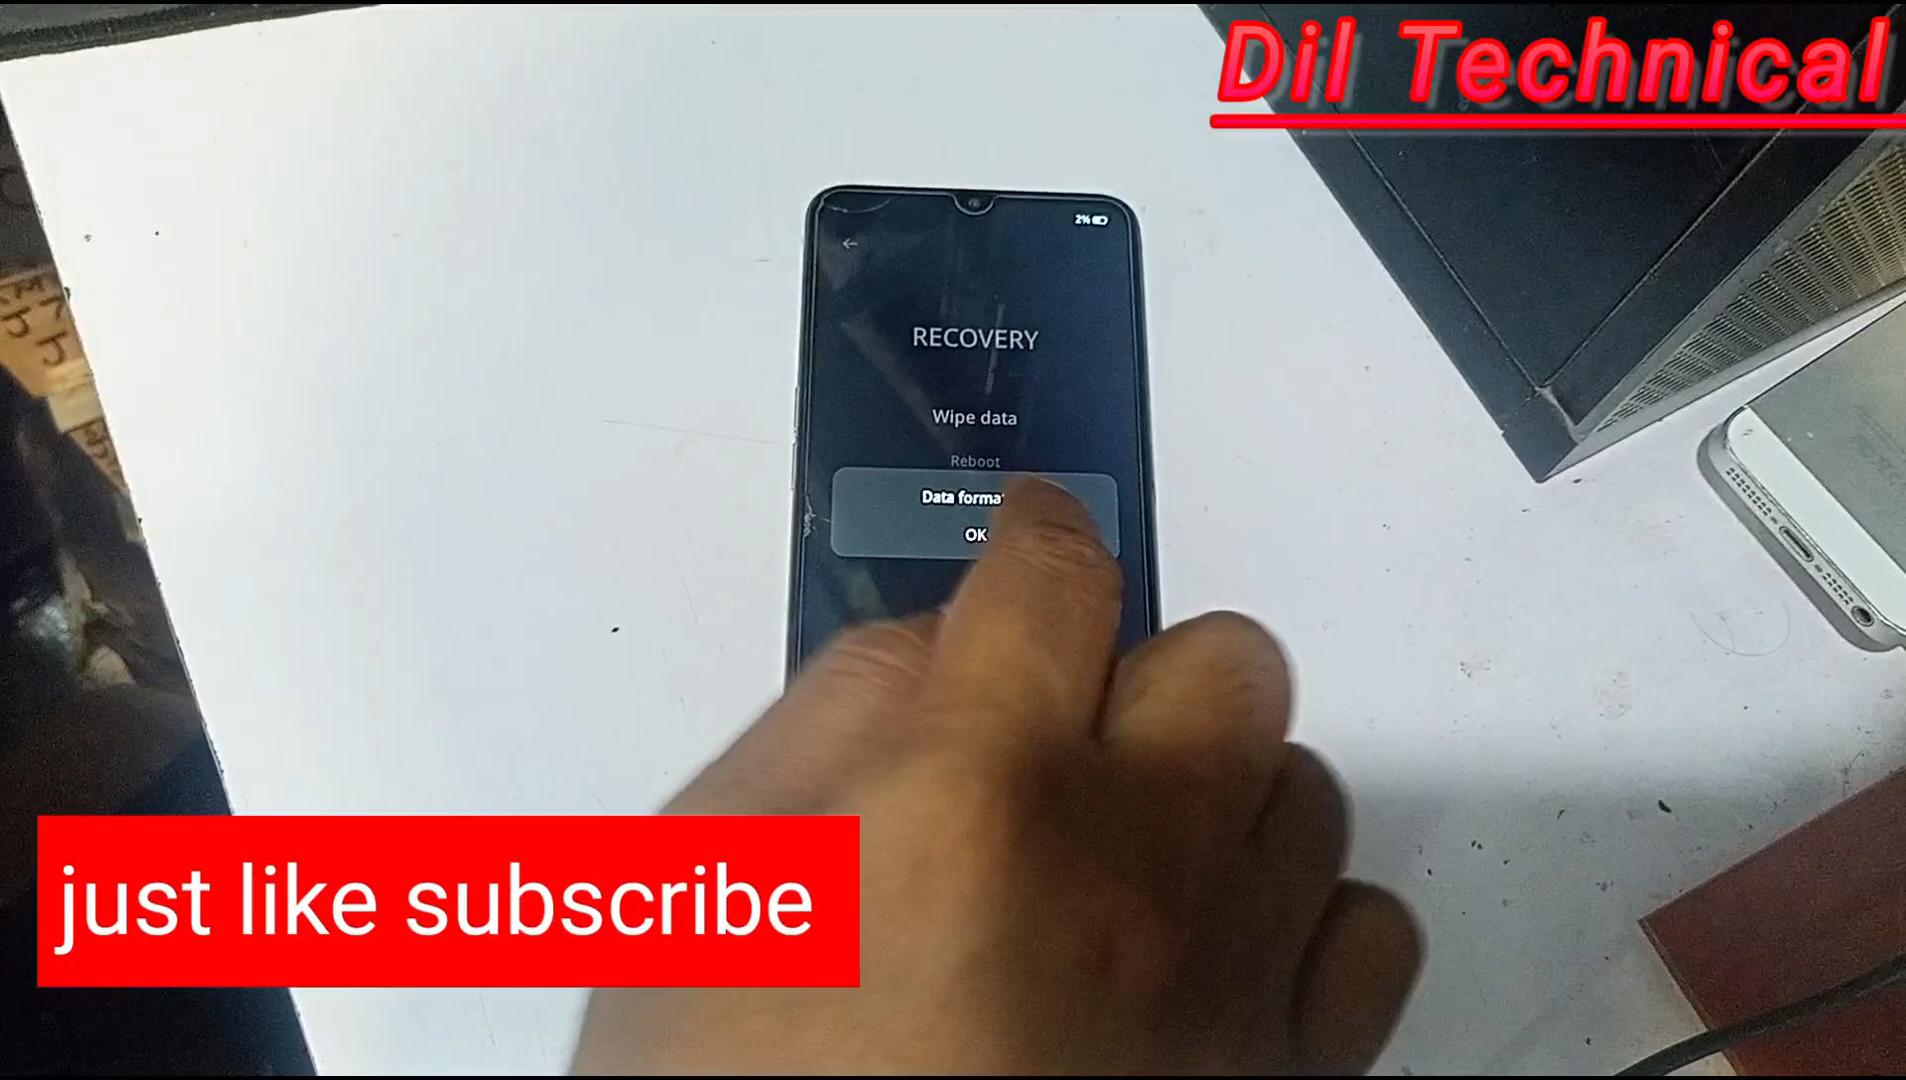 Dil Technical
2%
RECOVERY
Wipe data
Reboot
Data forma
OK
just like subscribe